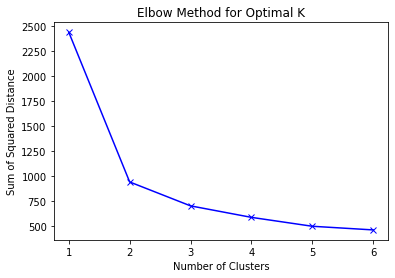 Elbow Method for Optimal K
Sum of Squared Distance
2500
2250
2000
1750
1500
1250
1000
750
500
1 2 3 4 5 6
Number of Clusters